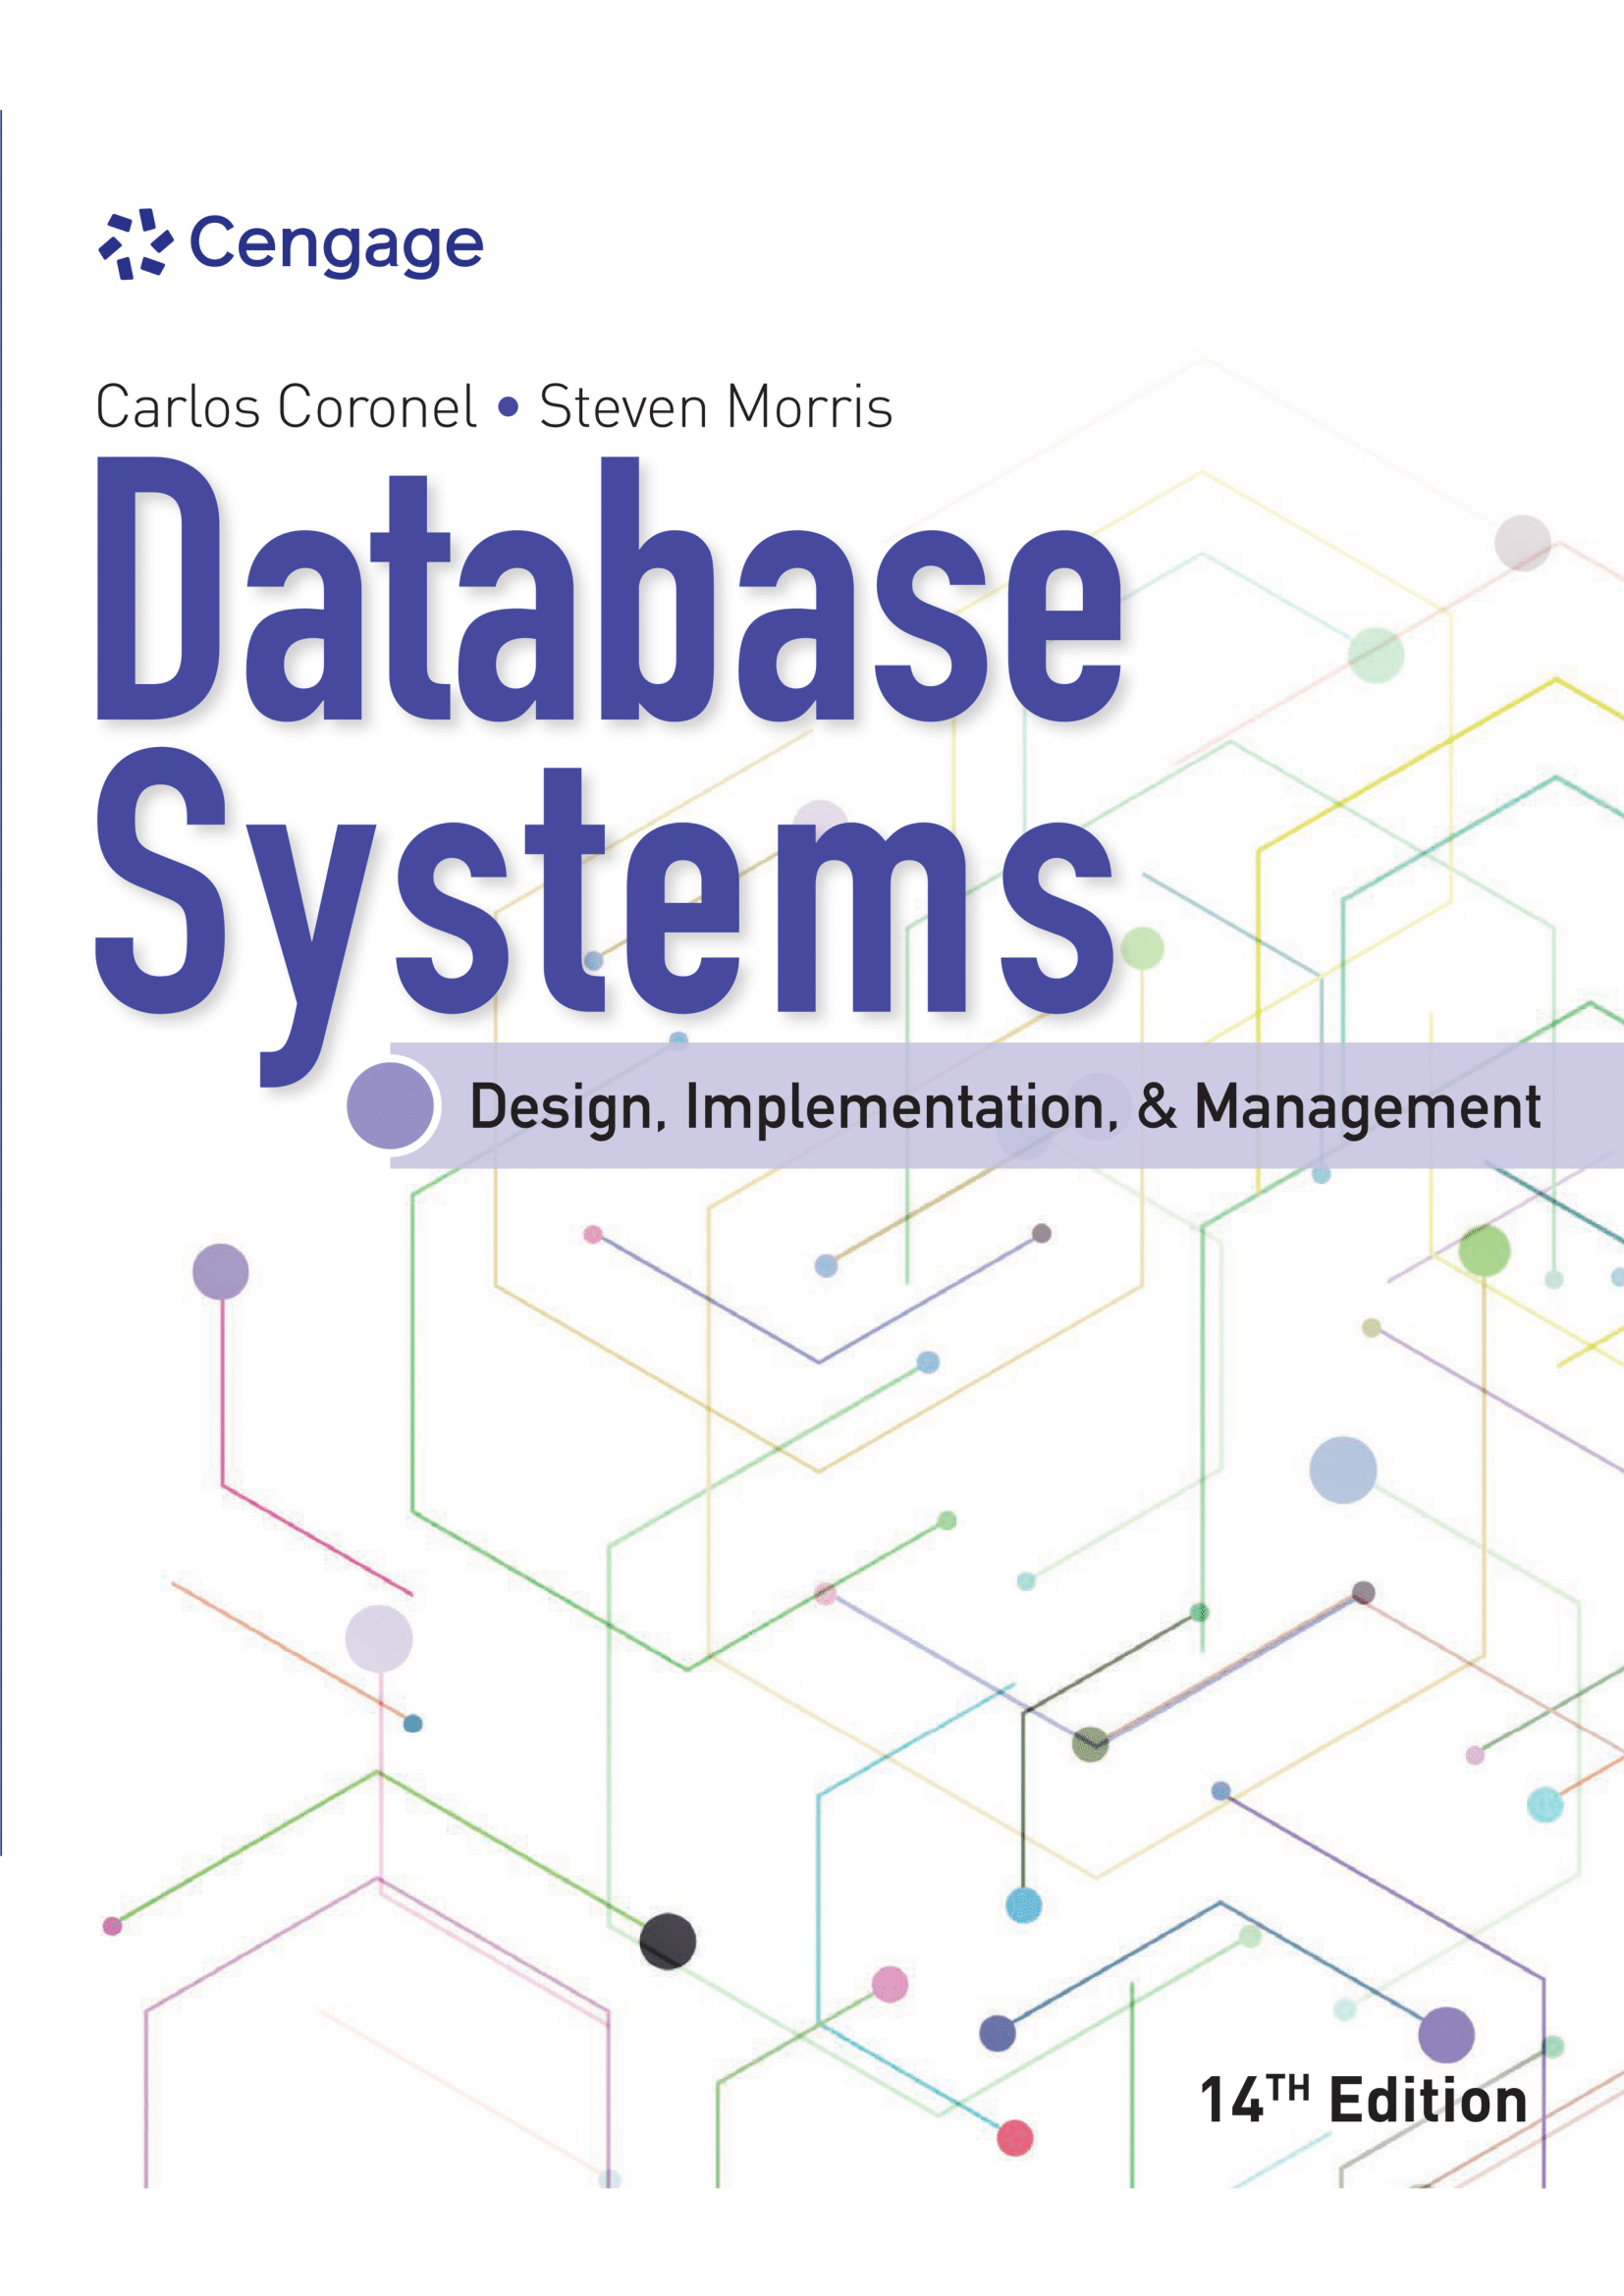 Cengage
Carlos Coronel • Steven Morris
Database
Systems
Design, Implementation, & Management
14TH Edition